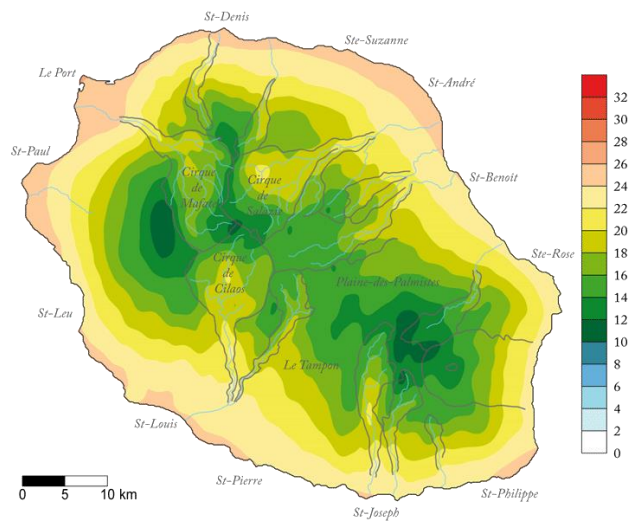 St-Denis
Ste-Suzanne
Le Port
St-André
St-Paul
Cirque
de
Mafate
Cirque
de
Salazie
St-Benoit
Ste-Rose
Cirque
de
Cilaos
Plaine-des-Palmistes
St-Leu
Le Tampon
St-Louis
St-Pierre
St-Joseph
St-Philippe
32
30
28
26
24
22
20
18
16
14
12
10
8
6
4
2
0
0 5 10 km